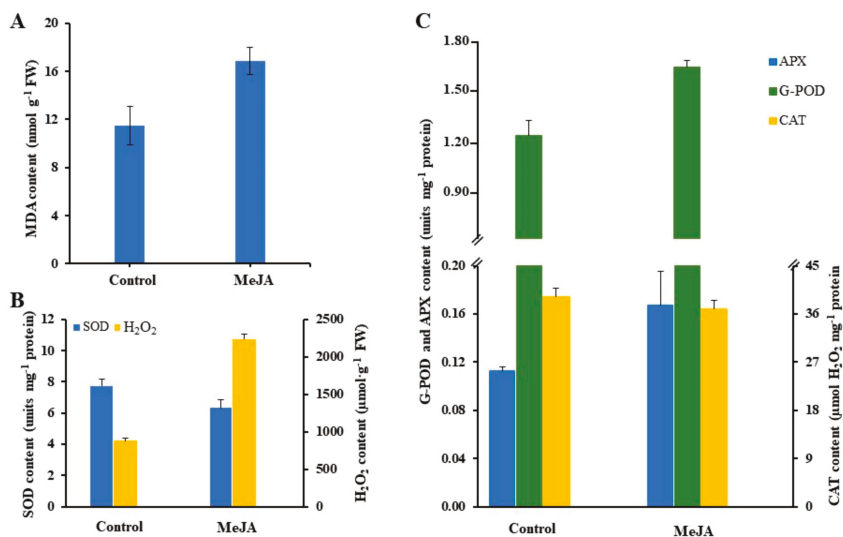 A
MDA content (nmol g⁻¹ FW)
20
16
12
8
4
0
Control
MeJA
B
SOD content (units mg⁻¹ protein)
12
10
8
6
4
2
0
SOD
H₂O₂
2500
2000
1500
1000
500
0
H₂O₂ content (μmol·g⁻¹ FW)
Control
MeJA
C
G-POD and APX content (units mg⁻¹ protein)
1.80
1.50
1.20
0.90
0.20
0.16
0.12
0.08
0.04
0.00
APX
G-POD
CAT
45
36
27
18
9
0
CAT content (μmol H₂O₂ mg⁻¹ protein)
Control
MeJA